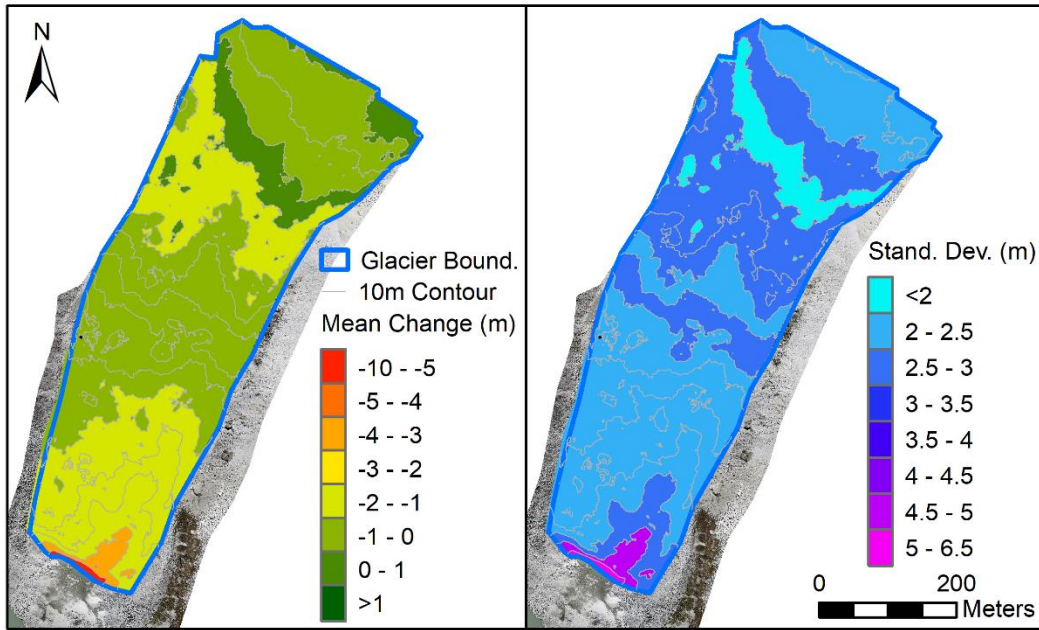 N
Glacier Bound.
10m Contour
Mean Change (m)
-10 - -5
-5 - -4
-4 - -3
-3 - -2
-2 - -1
-1 - 0
0 - 1
>1
Stand. Dev. (m)
<2
2 - 2.5
2.5 - 3
3 - 3.5
3.5 - 4
4 - 4.5
4.5 - 5
5 - 6.5
0 200
Meters